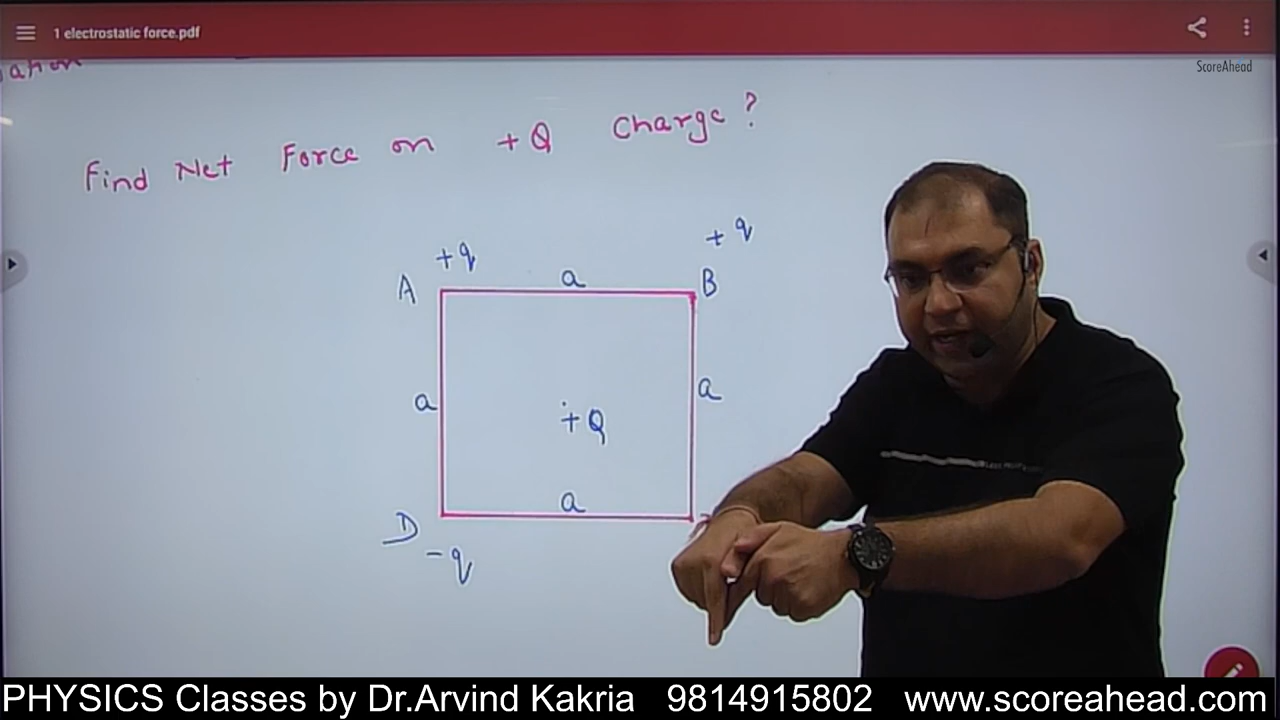 1 electrostatic force.pdf
ScoreAhead
Find Net Force on +Q Charge?
+q
+q
A
a
B
a
a
+Q
a
D
-q
PHYSICS Classes by Dr.Arvind Kakria 9814915802 www.scoreahead.com